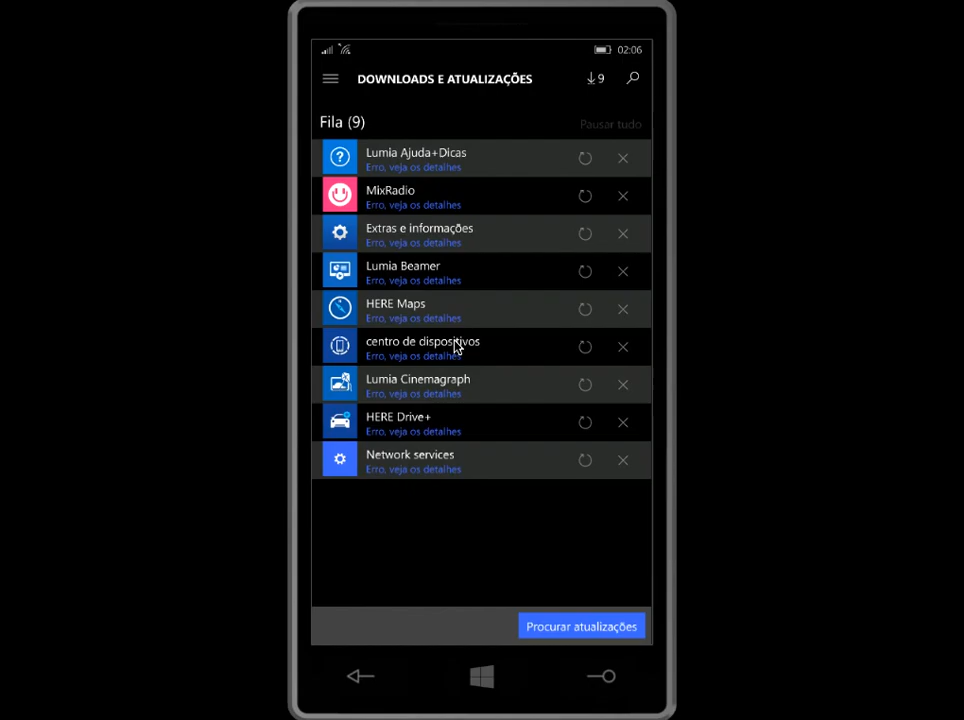 02:06
DOWNLOADS E ATUALIZAÇÕES
9
Fila (9)
Pausar tudo
Lumia Ajuda+Dicas
Erro, veja os detalhes
MixRadio
Erro, veja os detalhes
Extras e informações
Erro, veja os detalhes
Lumia Beamer
Erro, veja os detalhes
HERE Maps
Erro, veja os detalhes
centro de dispositivos
Erro, veja os detalhes
Lumia Cinemagraph
Erro, veja os detalhes
HERE Drive+
Erro, veja os detalhes
Network services
Erro, veja os detalhes
Procurar atualizações